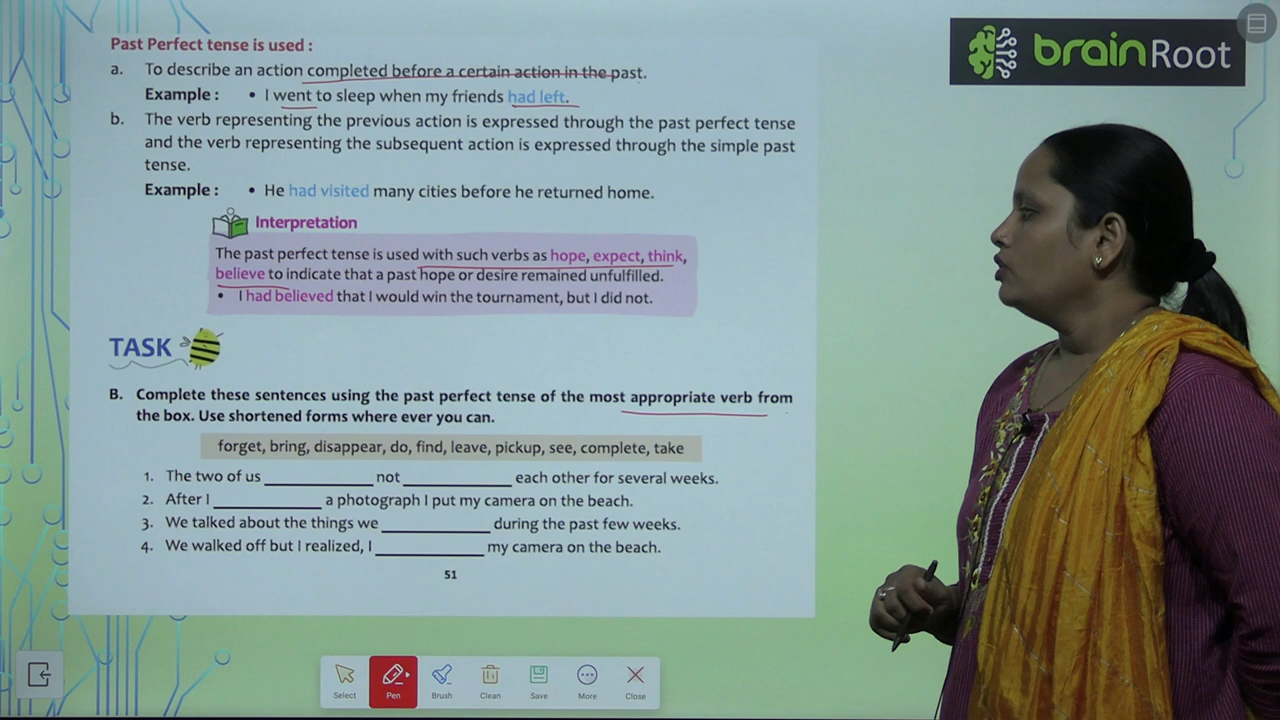 Past Perfect tense is used :
a. To describe an action completed before a certain action in the past.
Example : • I went to sleep when my friends had left.
b. The verb representing the previous action is expressed through the past perfect tense
and the verb representing the subsequent action is expressed through the simple past
tense.
Example : • He had visited many cities before he returned home.
Interpretation
The past perfect tense is used with such verbs as hope, expect, think,
believe to indicate that a past hope or desire remained unfulfilled.
• I had believed that I would win the tournament, but I did not.
TASK
B. Complete these sentences using the past perfect tense of the most appropriate verb from
the box. Use shortened forms where ever you can.
forget, bring, disappear, do, find, leave, pickup, see, complete, take
1. The two of us ____________ not ____________ each other for several weeks.
2. After I ____________ a photograph I put my camera on the beach.
3. We talked about the things we ____________ during the past few weeks.
4. We walked off but I realized, I ____________ my camera on the beach.
51
brainRoot
Select Pen Brush Clean Save More Close